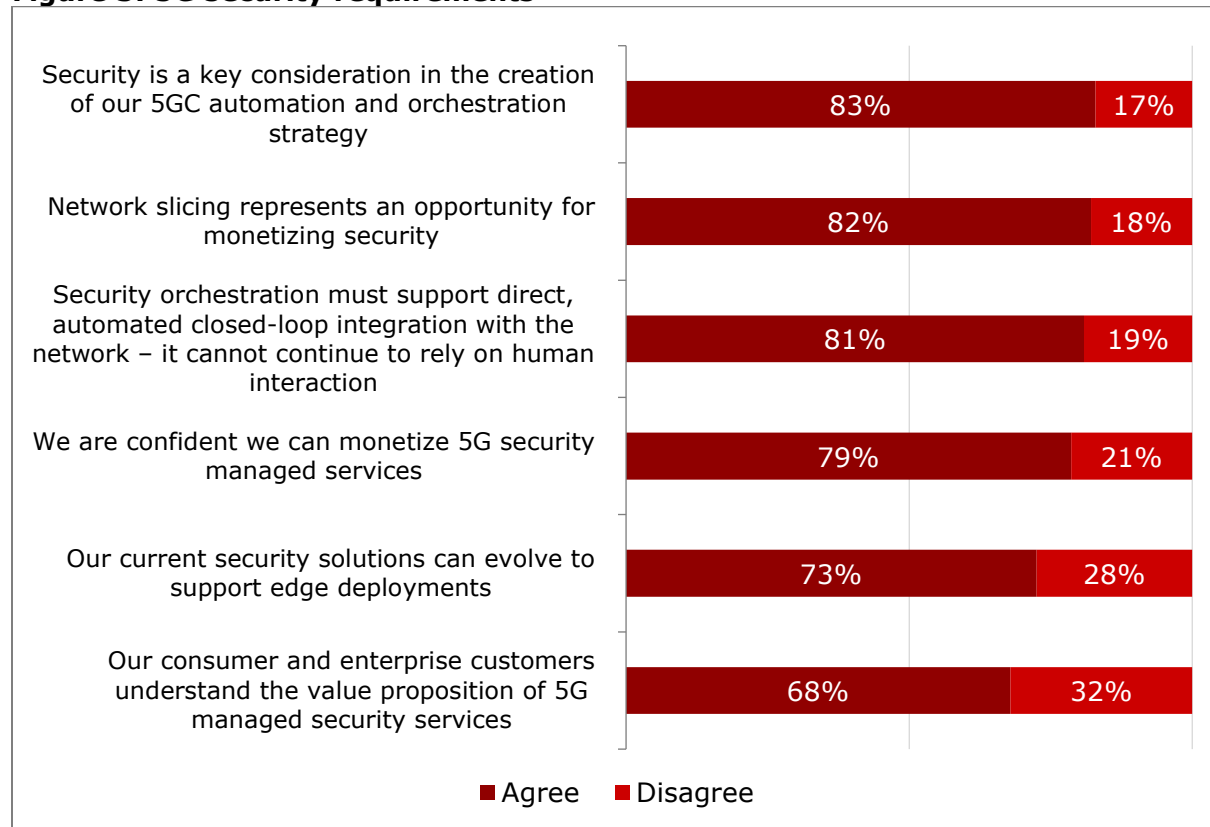 Security is a key consideration in the creation
of our 5GC automation and orchestration
strategy
83%
17%
Network slicing represents an opportunity for
monetizing security
82%
18%
Security orchestration must support direct,
automated closed-loop integration with the
network – it cannot continue to rely on human
interaction
81%
19%
We are confident we can monetize 5G security
managed services
79%
21%
Our current security solutions can evolve to
support edge deployments
73%
28%
Our consumer and enterprise customers
understand the value proposition of 5G
managed security services
68%
32%
Agree
Disagree